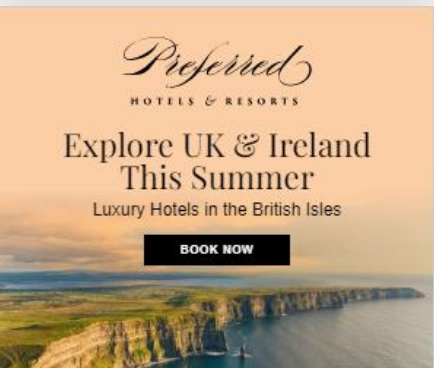 Preferred
HOTELS & RESORTS
Explore UK & Ireland
This Summer
Luxury Hotels in the British Isles
BOOK NOW